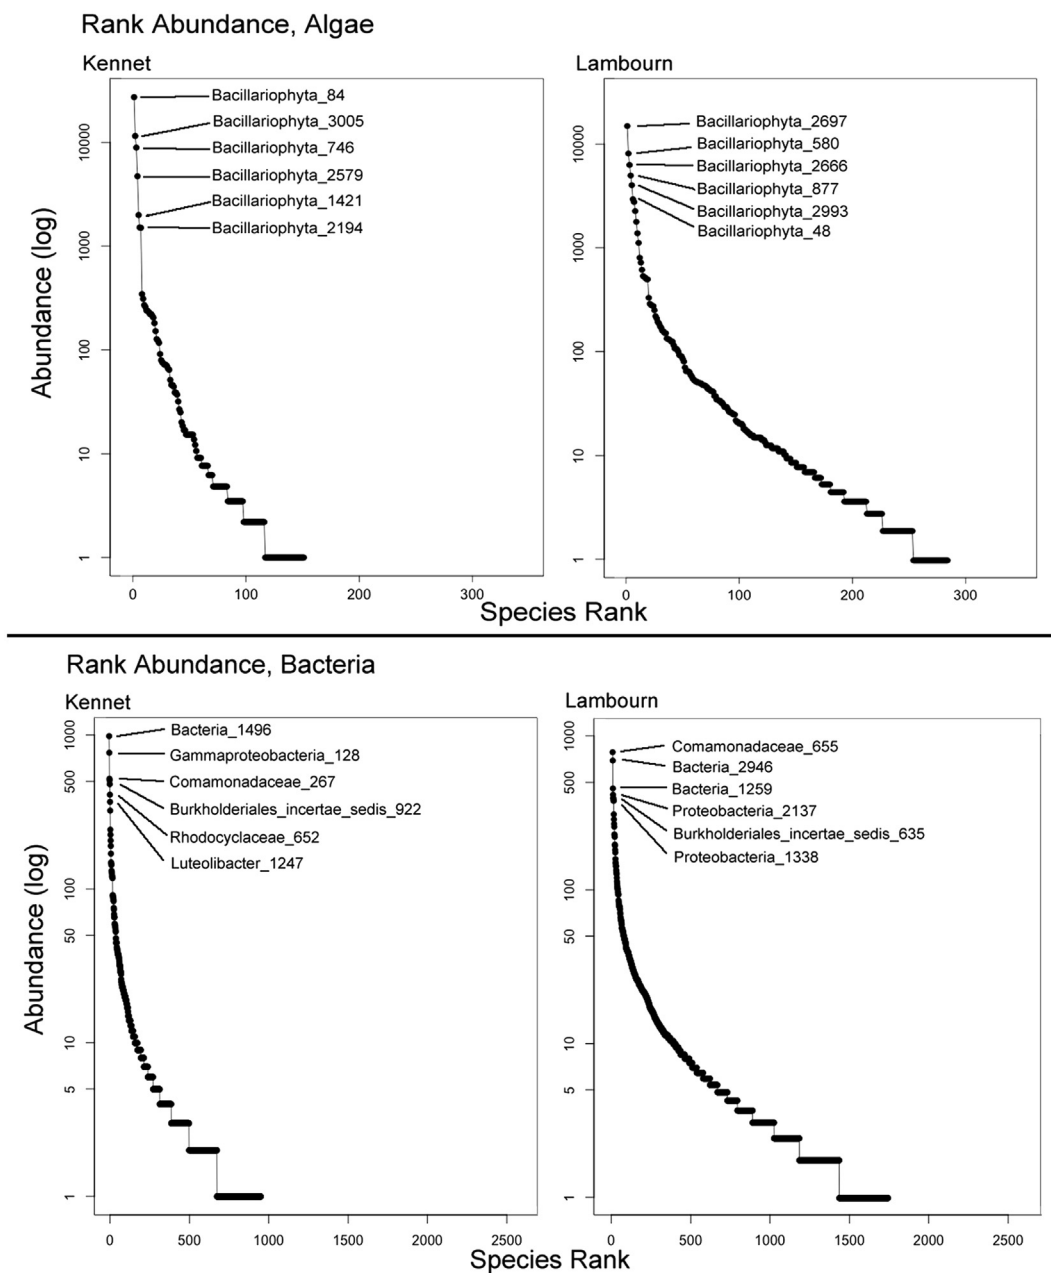 Rank Abundance, Algae
Kennet
Lambourn
Abundance (log)
10000
1000
100
10
1
Bacillariophyta_84
Bacillariophyta_3005
Bacillariophyta_746
Bacillariophyta_2579
Bacillariophyta_1421
Bacillariophyta_2194
0
100
200
300
10000
1000
100
10
1
Bacillariophyta_2697
Bacillariophyta_580
Bacillariophyta_2666
Bacillariophyta_877
Bacillariophyta_2993
Bacillariophyta_48
0
100
200
300
Species Rank
Rank Abundance, Bacteria
Kennet
Lambourn
Abundance (log)
1000
500
100
50
10
5
1
Bacteria_1496
Gammaproteobacteria_128
Comamonadaceae_267
Burkholderiales_incertae_sedis_922
Rhodocyclaceae_652
Luteolibacter_1247
0
500
1000
1500
2000
2500
1000
500
100
50
10
5
1
Comamonadaceae_655
Bacteria_2946
Bacteria_1259
Proteobacteria_2137
Burkholderiales_incertae_sedis_635
Proteobacteria_1338
0
500
1000
1500
2000
2500
Species Rank